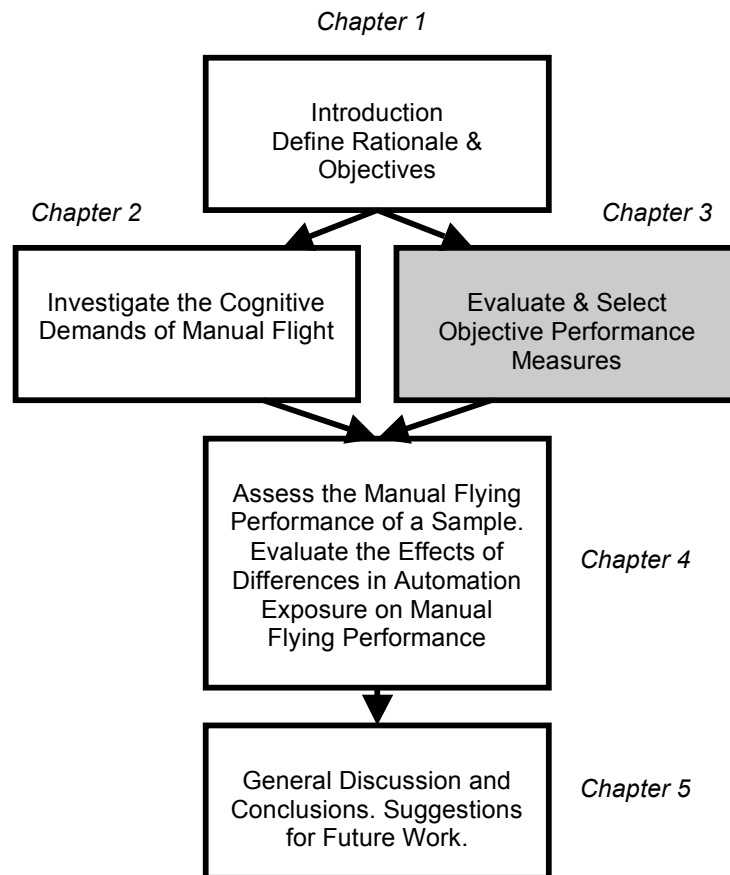 Chapter 1
Introduction
Define Rationale &
Objectives
Chapter 2
Chapter 3
Investigate the Cognitive
Demands of Manual Flight
Evaluate & Select
Objective Performance
Measures
Assess the Manual Flying
Performance of a Sample.
Evaluate the Effects of
Differences in Automation
Exposure on Manual
Flying Performance
Chapter 4
General Discussion and
Conclusions. Suggestions
for Future Work.
Chapter 5